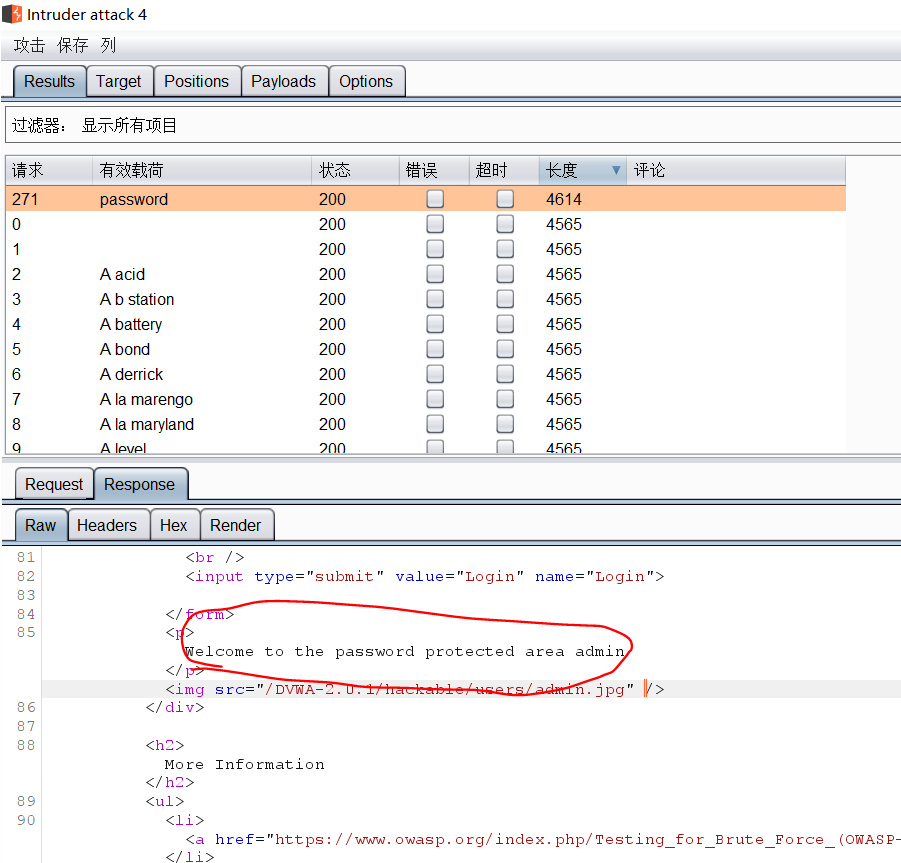 Intruder attack 4
攻击 保存 列
Results Target Positions Payloads Options
过滤器： 显示所有项目
请求 有效载荷 状态 错误 超时 长度 评论
271 password 200 4614
0 200 4565
1 200 4565
2 A acid 200 4565
3 A b station 200 4565
4 A battery 200 4565
5 A bond 200 4565
6 A derrick 200 4565
7 A la marengo 200 4565
8 A la maryland 200 4565
9 A level 200 4565
Request Response
Raw Headers Hex Render
81 <br />
82 <input type="submit" value="Login" name="Login">
83
84 </form>
85 <p>
Welcome to the password protected area admin
</p>
<img src="/DVWA-2.0.1/hackable/users/admin.jpg" />
86 </div>
87
88 <h2>
More Information
</h2>
89 <ul>
90 <li>
<a href="https://www.owasp.org/index.php/Testing_for_Brute_Force_(OWASP-
</li>